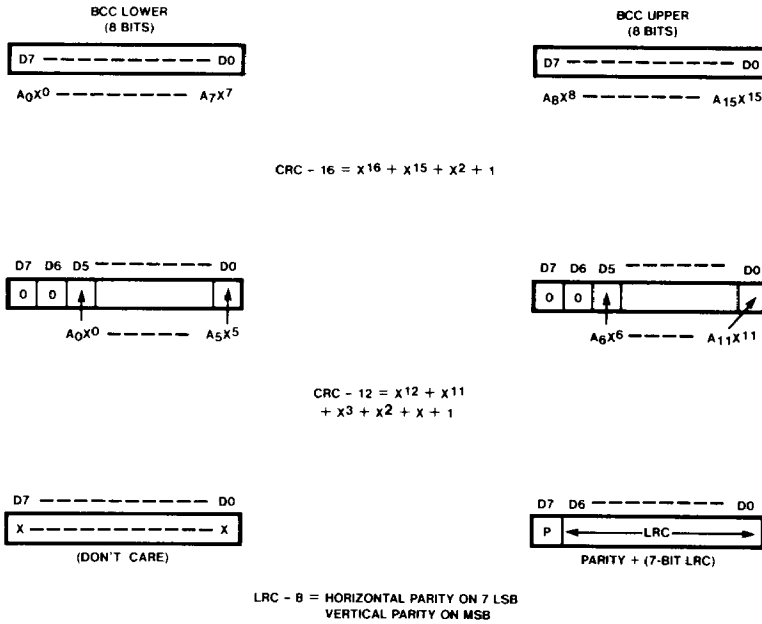 BCC LOWER
(8 BITS)
D7 — — — — — — — — — — — D0
A0X0 — — — — — — — — A7X7
BCC UPPER
(8 BITS)
D7 — — — — — — — — — — — D0
A8X8 — — — — — — — — A15X15
CRC - 16 = X16 + X15 + X2 + 1
D7 D6 D5 — — — — — — — D0
0 0
A0X0 — — — — — A5X5
D7 D6 D5 — — — — — — — D0
0 0
A6X6 — — — — — A11X11
CRC - 12 = X12 + X11
+ X3 + X2 + X + 1
D7 — — — — — — — — — — — D0
X — — — — — — — — — — — X
(DON'T CARE)
D7 D6 — — — — — — — — — D0
P LRC
PARITY + (7-BIT LRC)
LRC - 8 = HORIZONTAL PARITY ON 7 LSB
VERTICAL PARITY ON MSB